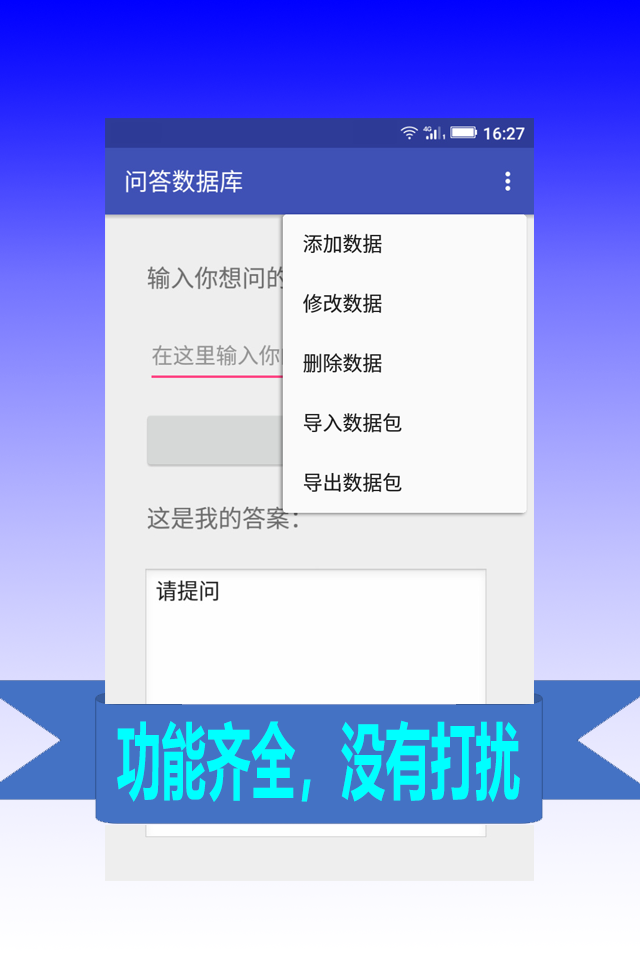 4G 16:27
问答数据库
添加数据
输入你想问的
修改数据
在这里输入你
删除数据
导入数据包
导出数据包
这是我的答案：
请提问
功能齐全，没有打扰